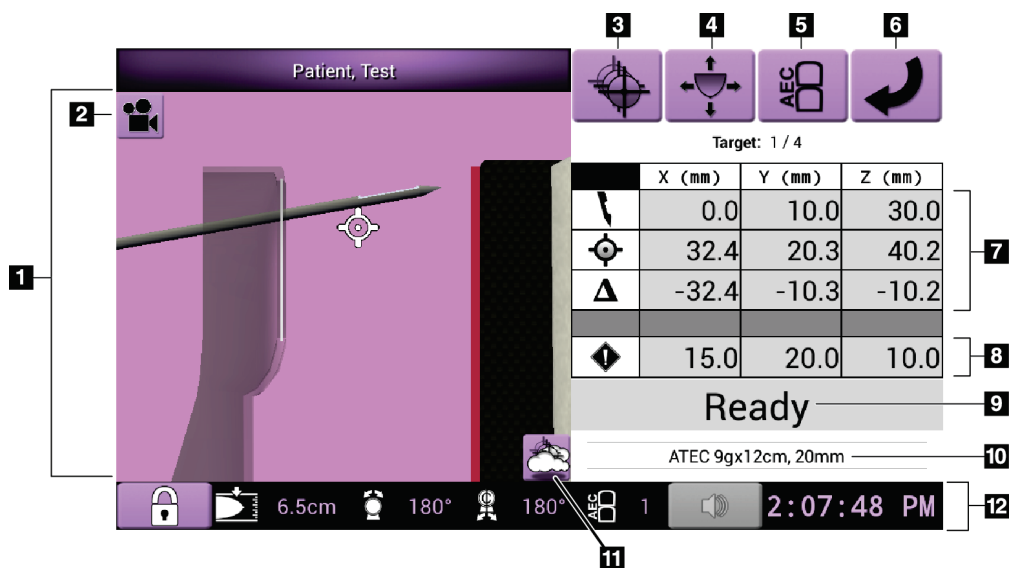 3 4 5 6
Patient, Test
AEC
1
2
Target: 1 / 4
X (mm) Y (mm) Z (mm)
0.0 10.0 30.0
32.4 20.3 40.2
Δ -32.4 -10.3 -10.2
7
15.0 20.0 10.0
8
Ready
9
ATEC 9gx12cm, 20mm
10
6.5cm 180° C 180° AEC 1 2:07:48 PM
12
11